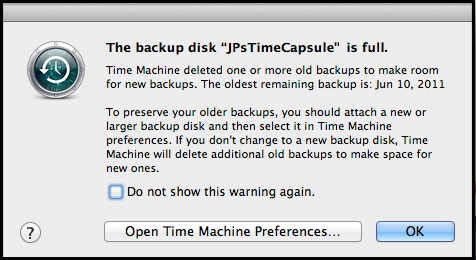 The backup disk “JPsTimeCapsule” is full.
Time Machine deleted one or more old backups to make room
for new backups. The oldest remaining backup is: Jun 10, 2011
To preserve your older backups, you should attach a new or
larger backup disk and then select it in Time Machine
preferences. If you don't change to a new backup disk, Time
Machine will delete additional old backups to make space for
new ones.
Do not show this warning again.
?
Open Time Machine Preferences...
OK